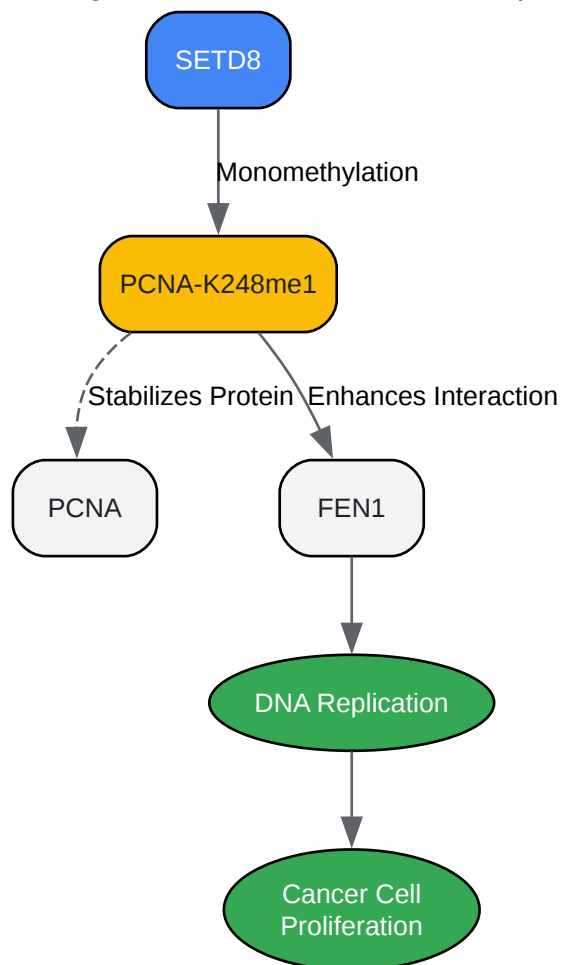 SETD8
Monomethylation
PCNA-K248me1
Stabilizes Protein
Enhances Interaction
PCNA
FEN1
DNA Replication
Cancer Cell
Proliferation